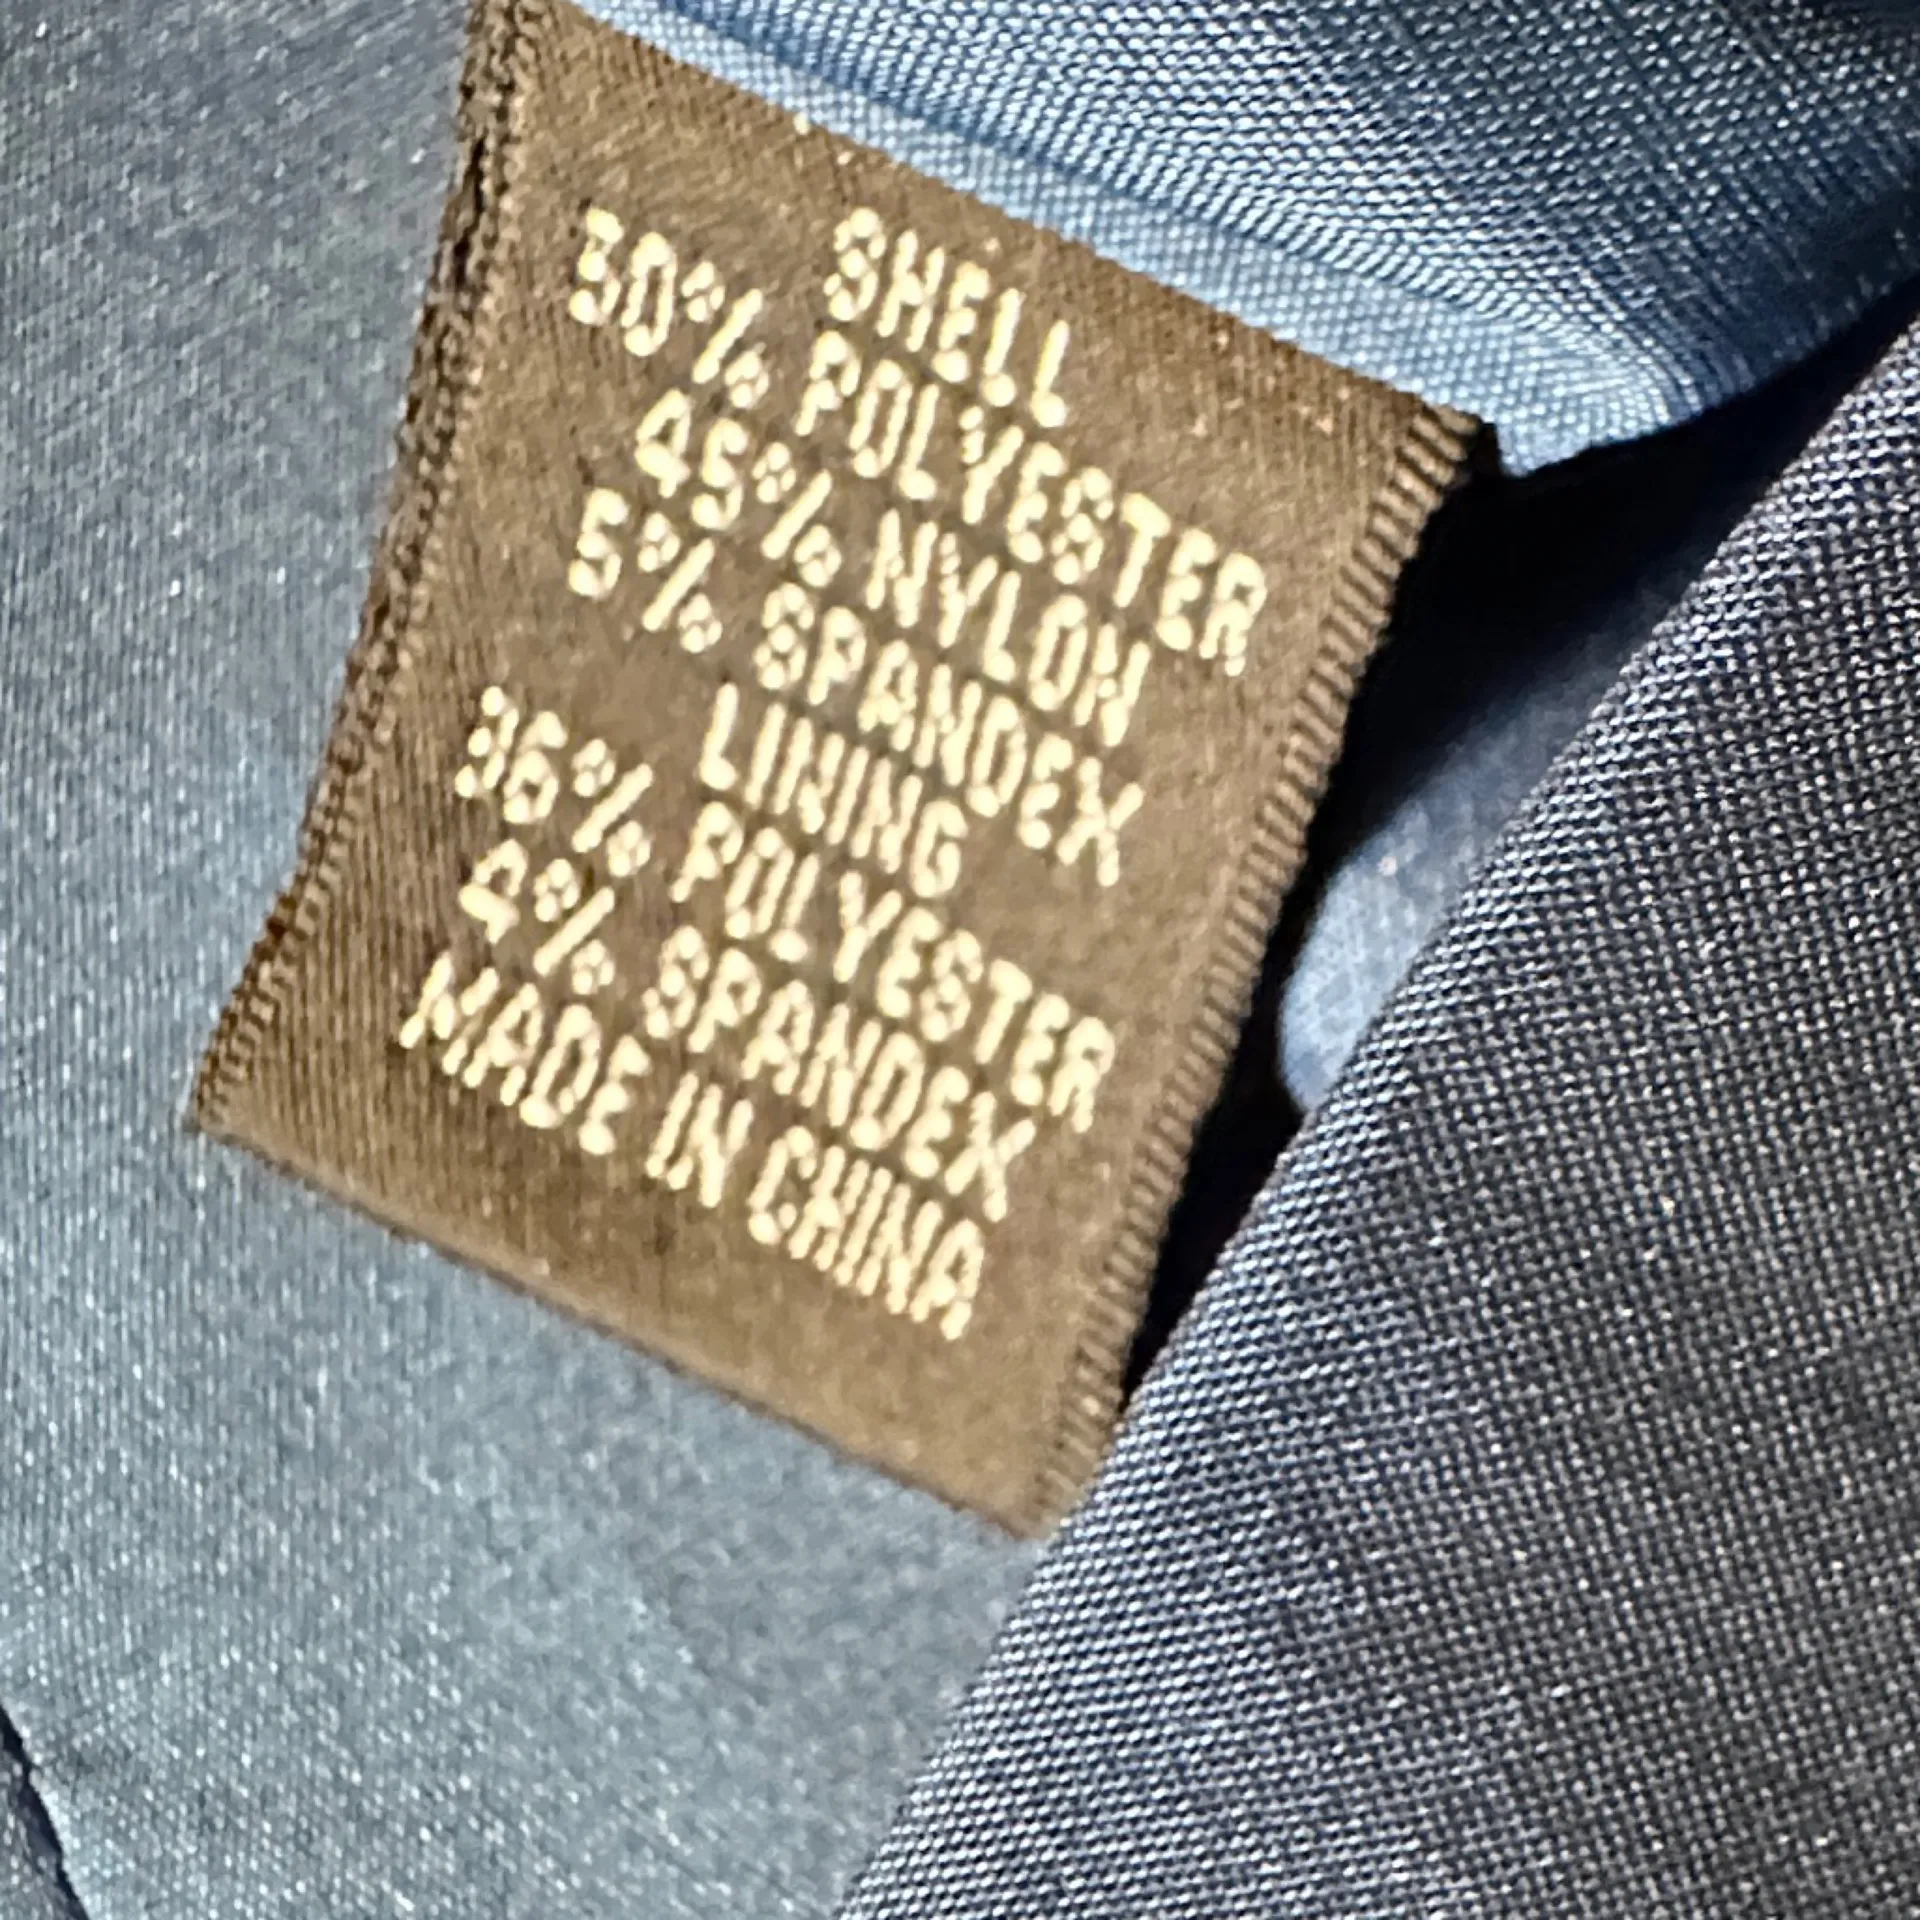 SHELL
30% POLYESTER
45% NYLON
5% SPANDEX
LINING
36% POLYESTER
4% SPANDEX
MADE IN CHINA